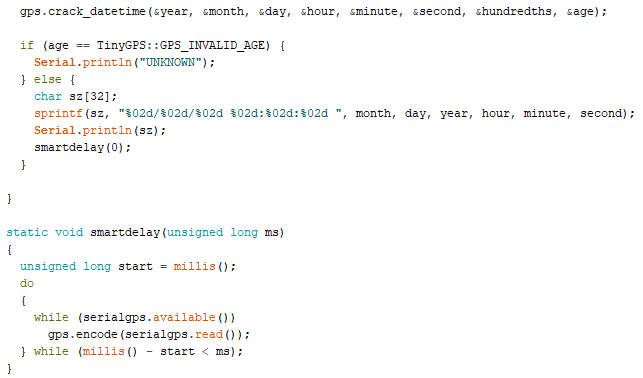 gps.crack_datetime(&year, &month, &day, &hour, &minute, &second, &hundredths, &age);
if (age == TinyGPS::GPS_INVALID_AGE) {
Serial.println("UNKNOWN");
} else {
char sz[32];
sprintf(sz, "%02d/%02d/%02d %02d:%02d:%02d ", month, day, year, hour, minute, second);
Serial.println(sz);
smartdelay(0);
}
}
static void smartdelay(unsigned long ms)
{
unsigned long start = millis();
do
{
while (serialgps.available())
gps.encode(serialgps.read());
} while (millis() - start < ms);
}